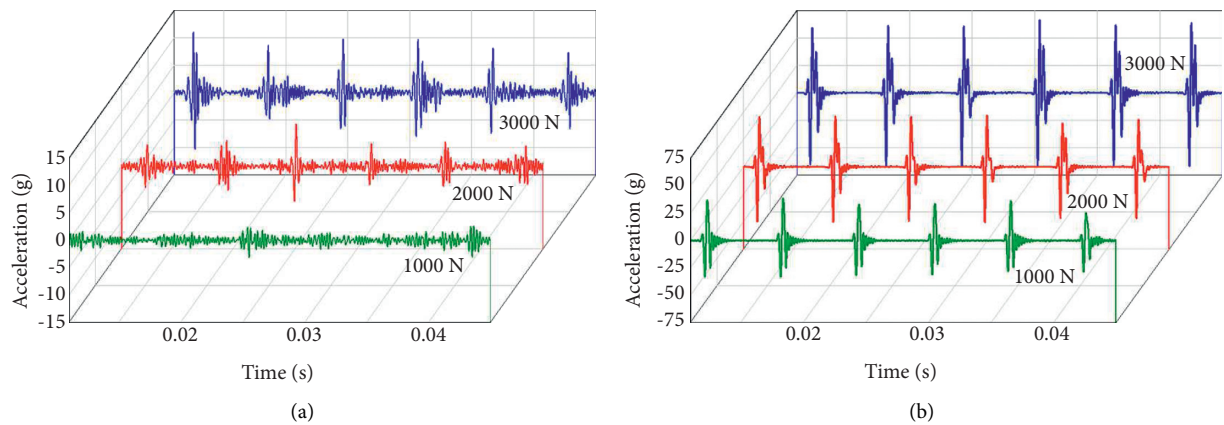 Acceleration (g)
15
10
5
0
-5
-10
-15
3000 N
2000 N
1000 N
0.02
0.03
0.04
Time (s)
(a)
Acceleration (g)
75
50
25
0
-25
-50
-75
3000 N
2000 N
1000 N
0.02
0.03
0.04
Time (s)
(b)